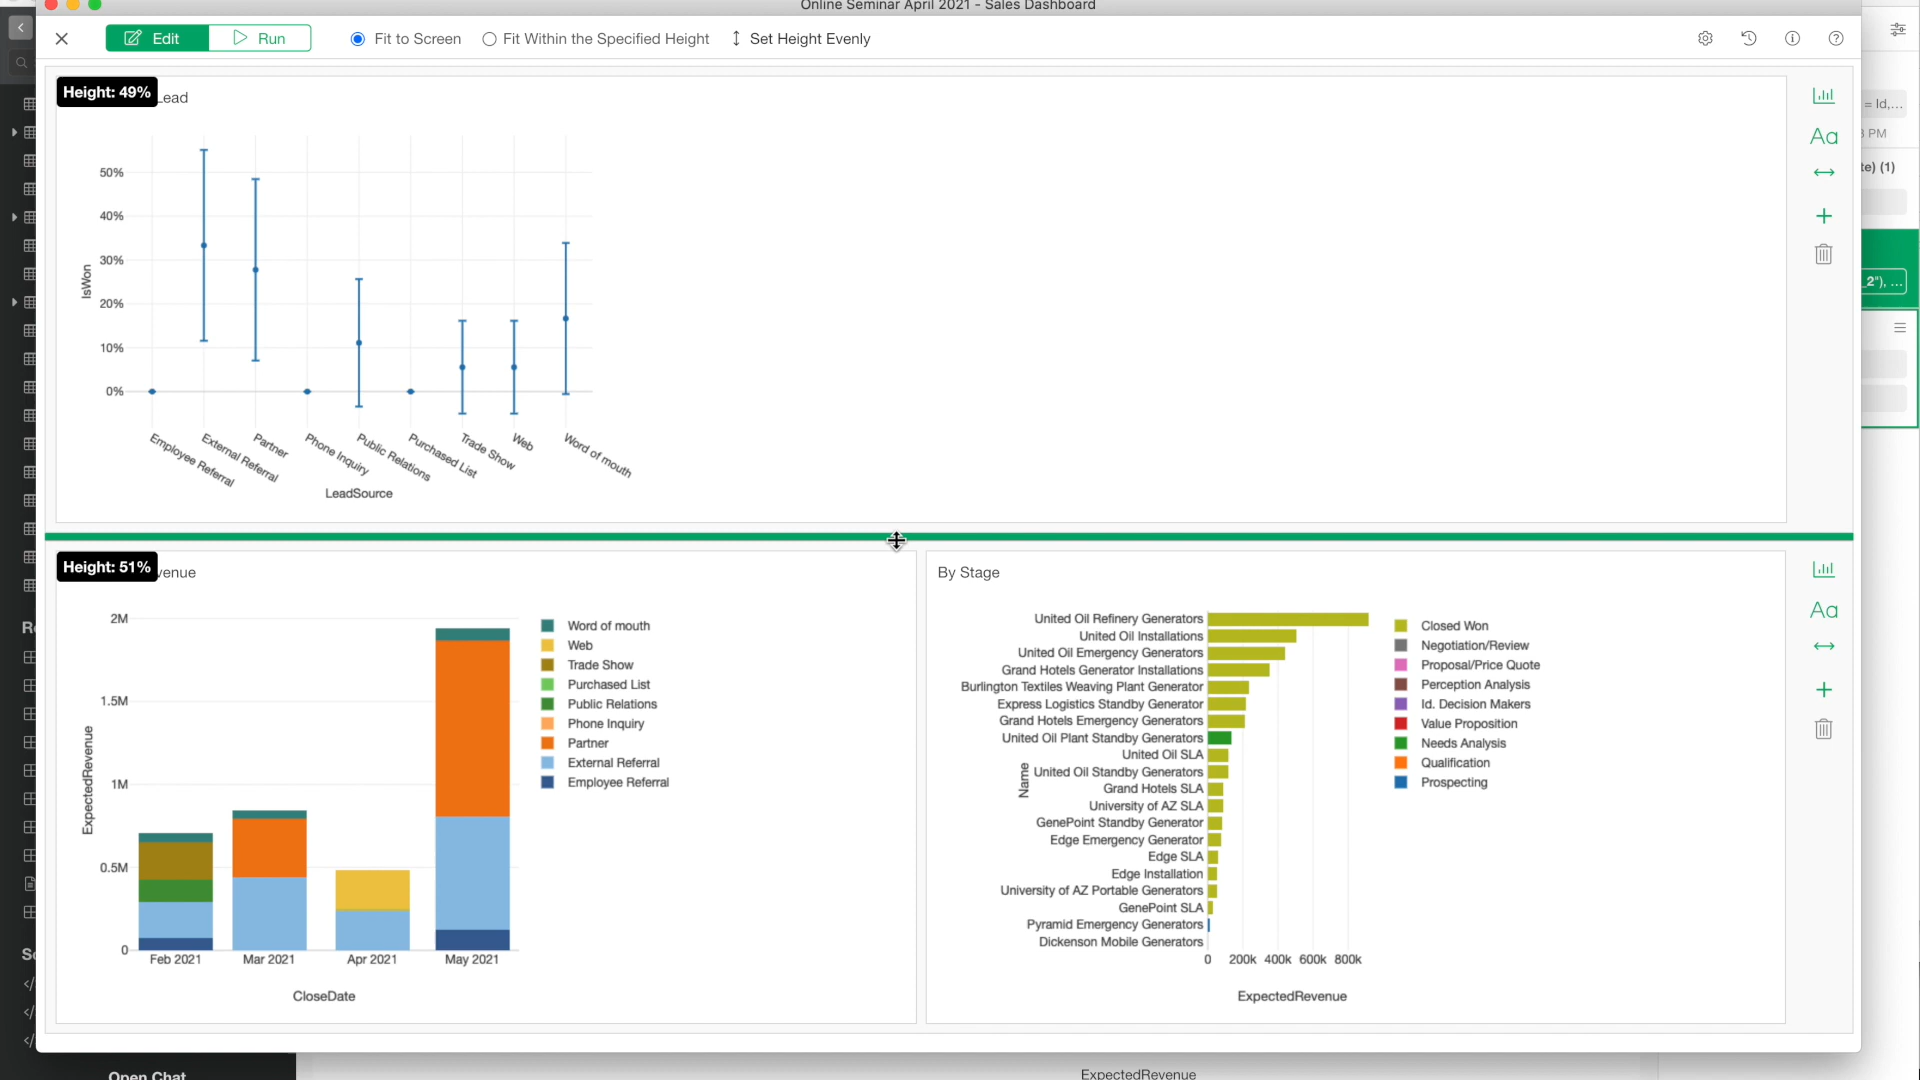 Online Seminar April 2021 - Sales Dashboard
Edit
Run
Fit to Screen
Fit Within the Specified Height
Set Height Evenly
Height: 49%
Lead
50%
40%
30%
20%
10%
0%
IsWon
Employee Referral
External Referral
Partner
Phone Inquiry
Public Relations
Purchased List
Trade Show
Web
Word of mouth
LeadSource
Aa
Height: 51%
venue
2M
1.5M
1M
0.5M
0
ExpectedRevenue
Feb 2021
Mar 2021
Apr 2021
May 2021
CloseDate
Word of mouth
Web
Trade Show
Purchased List
Public Relations
Phone Inquiry
Partner
External Referral
Employee Referral
By Stage
United Oil Refinery Generators
United Oil Installations
United Oil Emergency Generators
Grand Hotels Generator Installations
Burlington Textiles Weaving Plant Generator
Express Logistics Standby Generator
Grand Hotels Emergency Generators
United Oil Plant Standby Generators
United Oil SLA
United Oil Standby Generators
Grand Hotels SLA
University of AZ SLA
GenePoint Standby Generator
Edge Emergency Generator
Edge SLA
Edge Installation
University of AZ Portable Generators
GenePoint SLA
Pyramid Emergency Generators
Dickenson Mobile Generators
Name
0
200k
400k
600k
800k
ExpectedRevenue
Closed Won
Negotiation/Review
Proposal/Price Quote
Perception Analysis
Id. Decision Makers
Value Proposition
Needs Analysis
Qualification
Prospecting
Aa
= Id,...
PM
te) (1)
_2"), ...
Open Chat
ExpectedRevenue